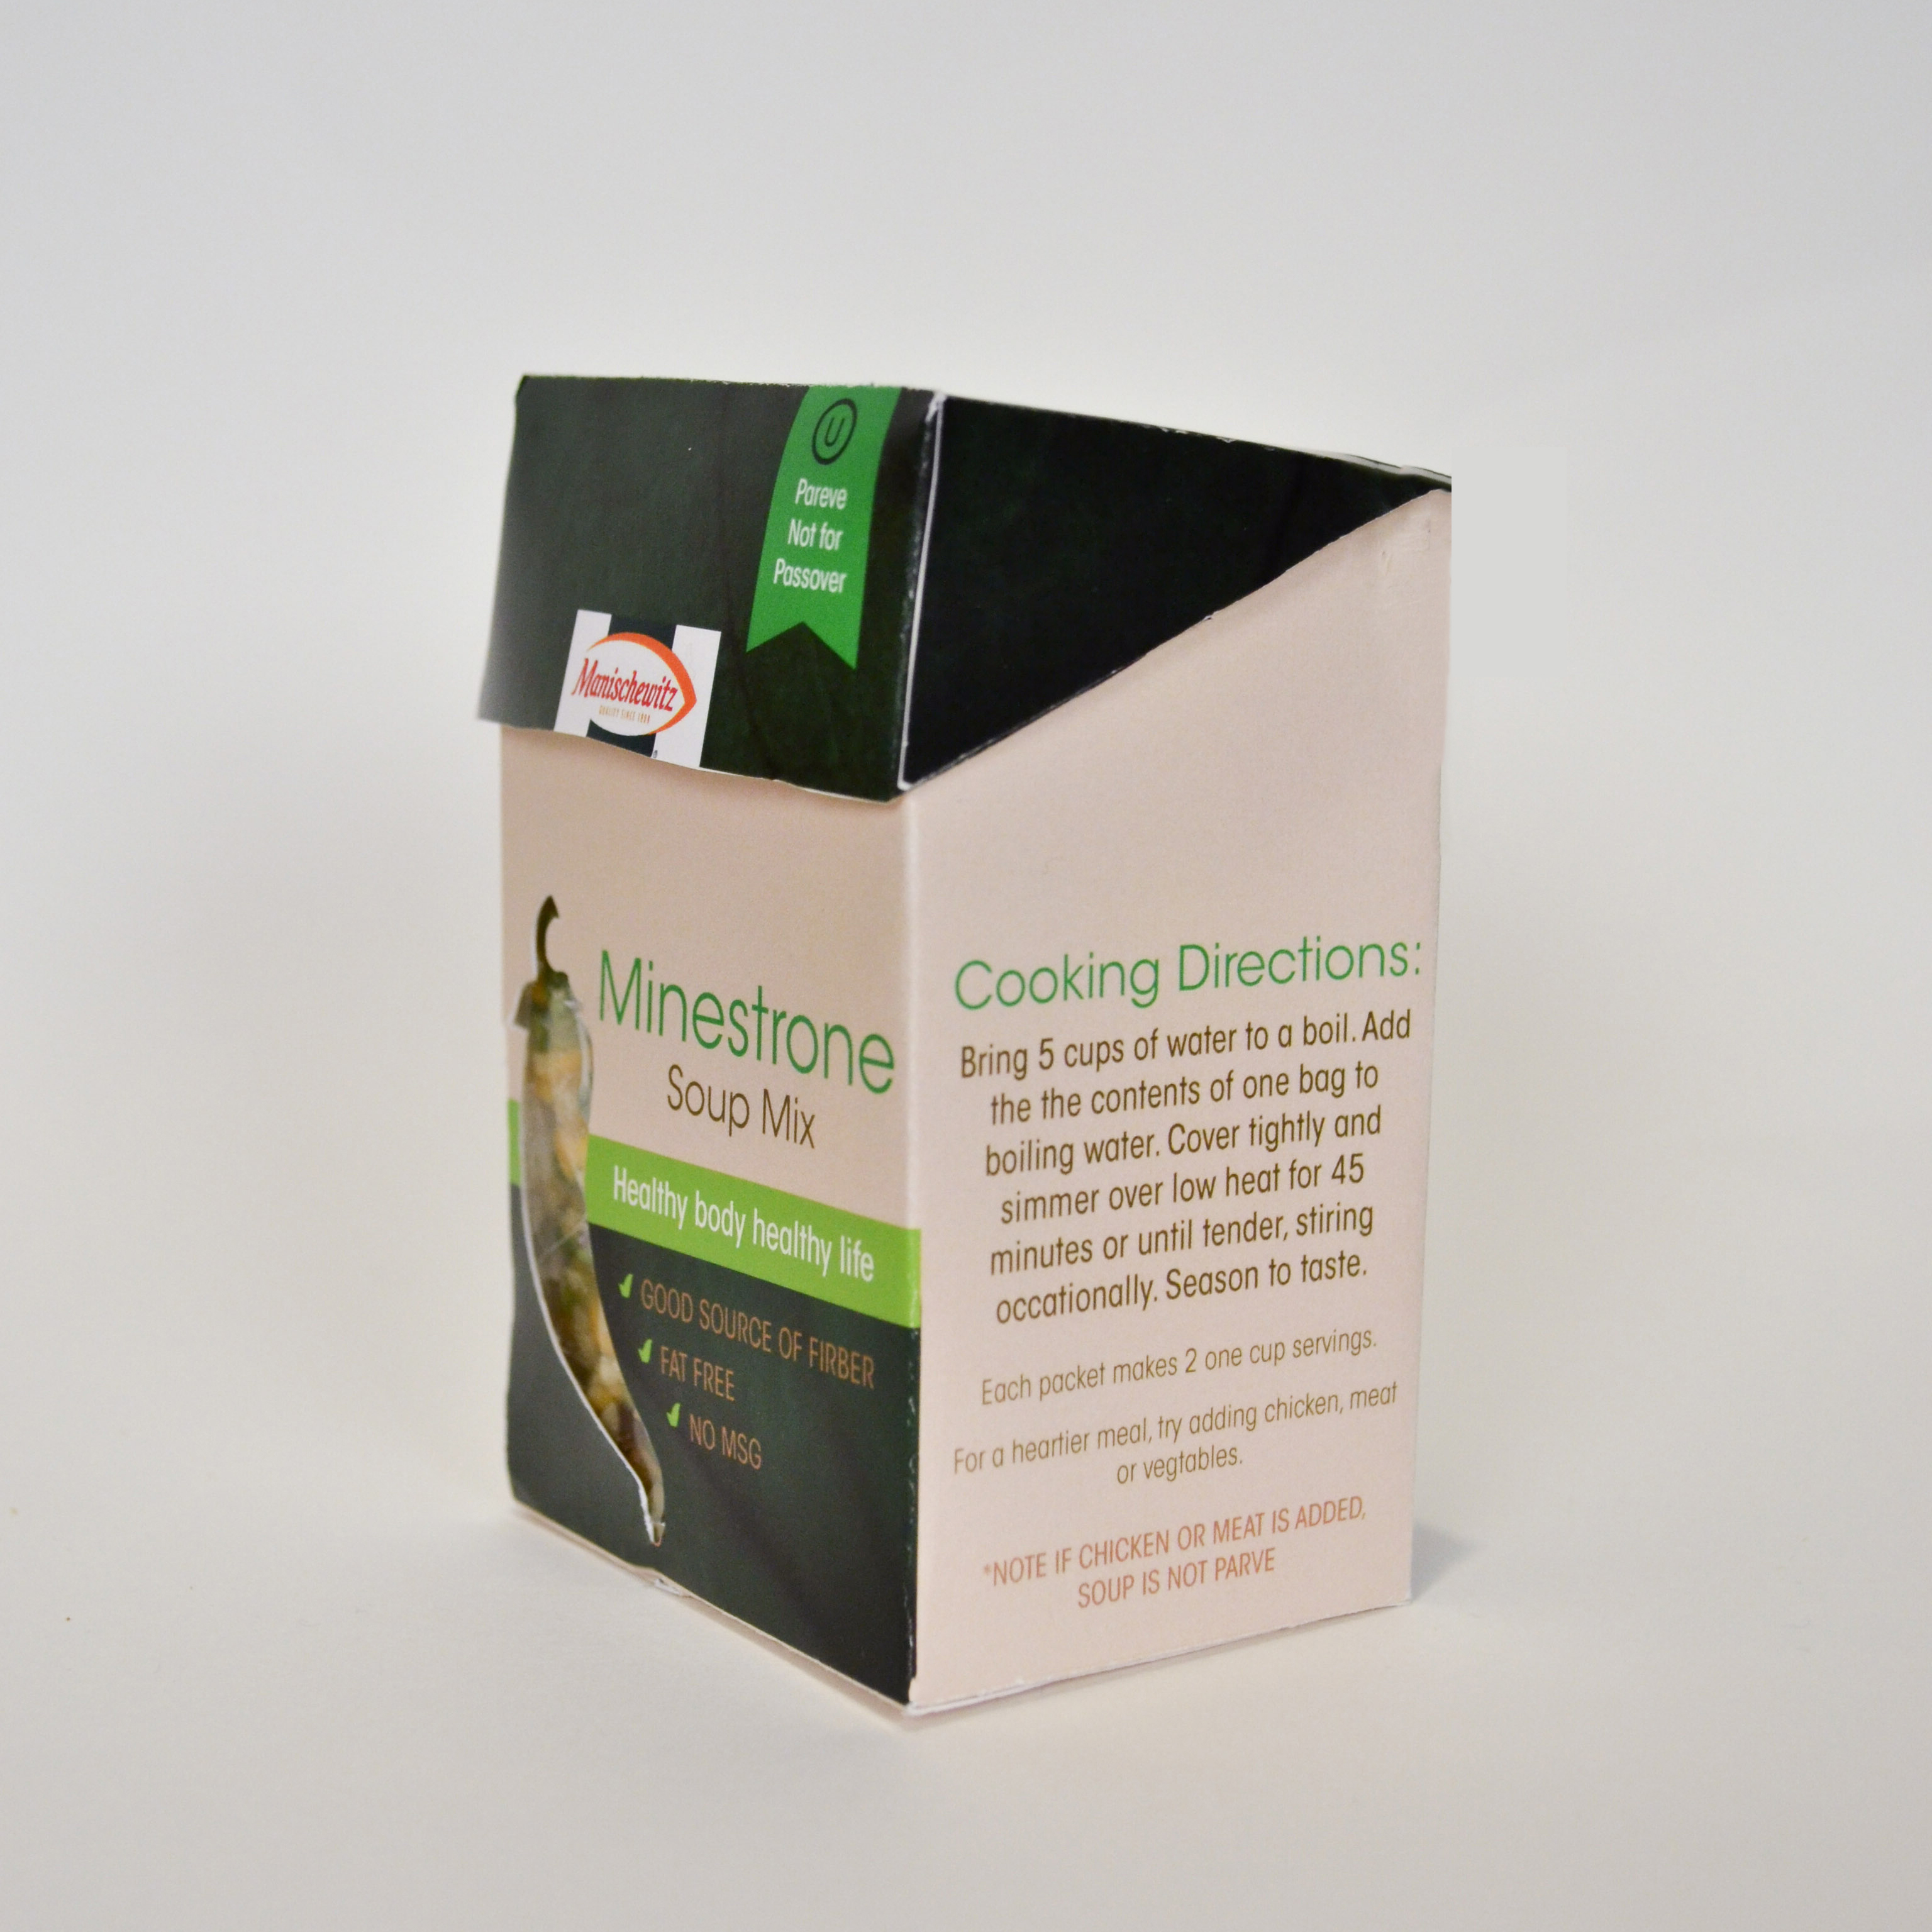 U
Pareve
Not for
Passover
Manischewitz
QUALITY SINCE 1888
Minestrone
Soup Mix
Healthy body healthy life
GOOD SOURCE OF FIRBER
FAT FREE
NO MSG
Cooking Directions:
Bring 5 cups of water to a boil. Add
the the contents of one bag to
boiling water. Cover tightly and
simmer over low heat for 45
minutes or until tender, stiring
occationally. Season to taste.
Each packet makes 2 one cup servings.
For a heartier meal, try adding chicken, meat
or vegtables.
*NOTE IF CHICKEN OR MEAT IS ADDED,
SOUP IS NOT PARVE